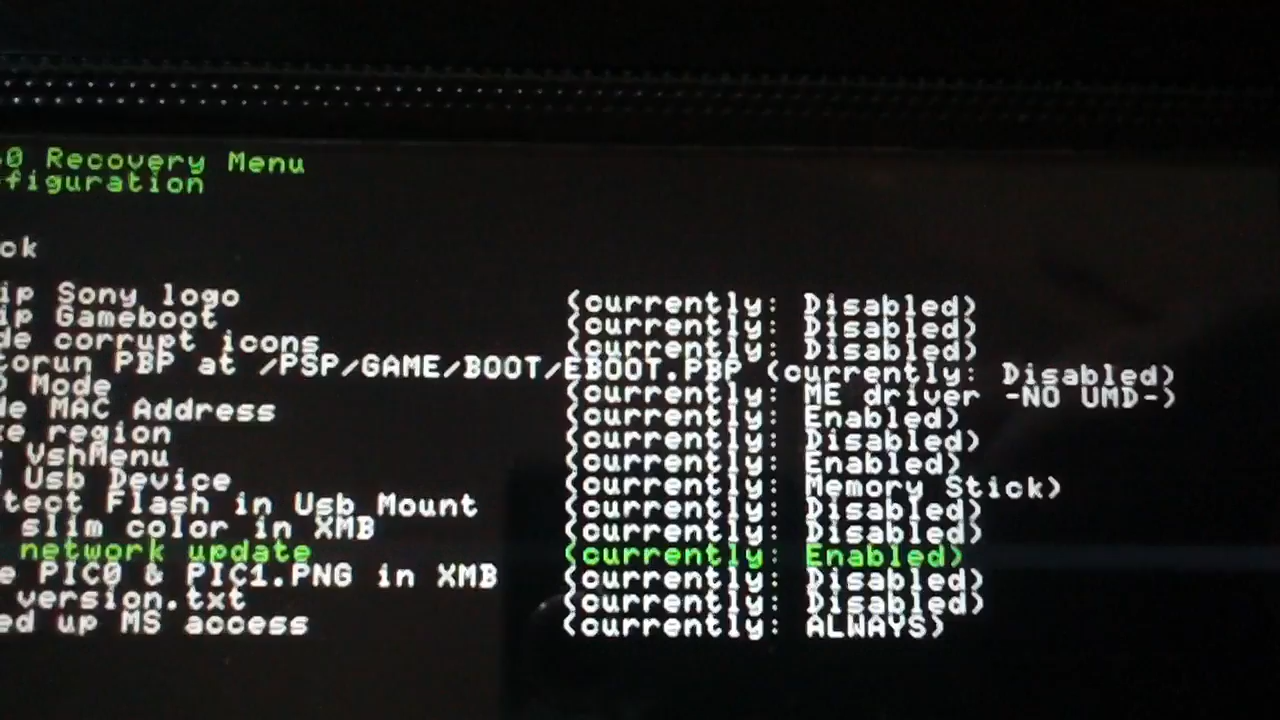 0 Recovery Menu
figuration
ck
ip Sony logo (currently: Disabled)
ip Gameboot (currently: Disabled)
de corrupt icons (currently: Disabled)
torun PBP at /PSP/GAME/BOOT/EBOOT.PBP (currently: Disabled)
Mode (currently: ME driver -NO UMD-)
de MAC Address (currently: Enabled)
ke region (currently: Disabled)
VshMenu (currently: Enabled)
Usb Device (currently: Memory Stick)
tect Flash in Usb Mount (currently: Disabled)
slim color in XMB (currently: Disabled)
network update (currently: Enabled)
e PIC0 & PIC1.PNG in XMB (currently: Disabled)
version.txt (currently: Disabled)
ed up MS access (currently: ALWAYS)